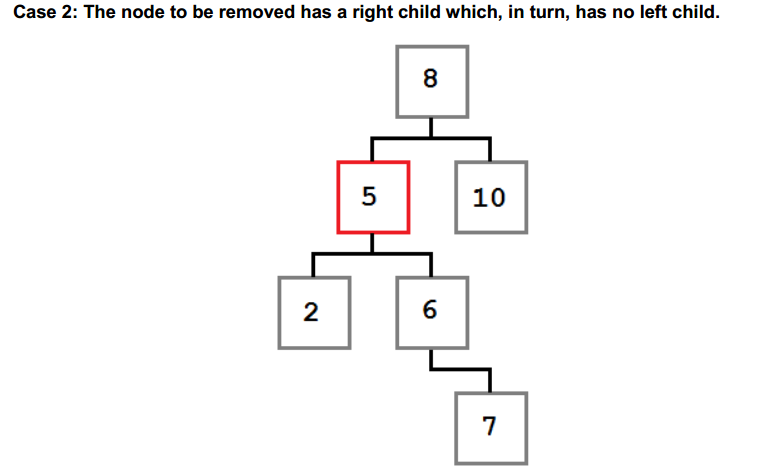 Case 2: The node to be removed has a right child which, in turn, has no left child.
8
5 10
2 6
7